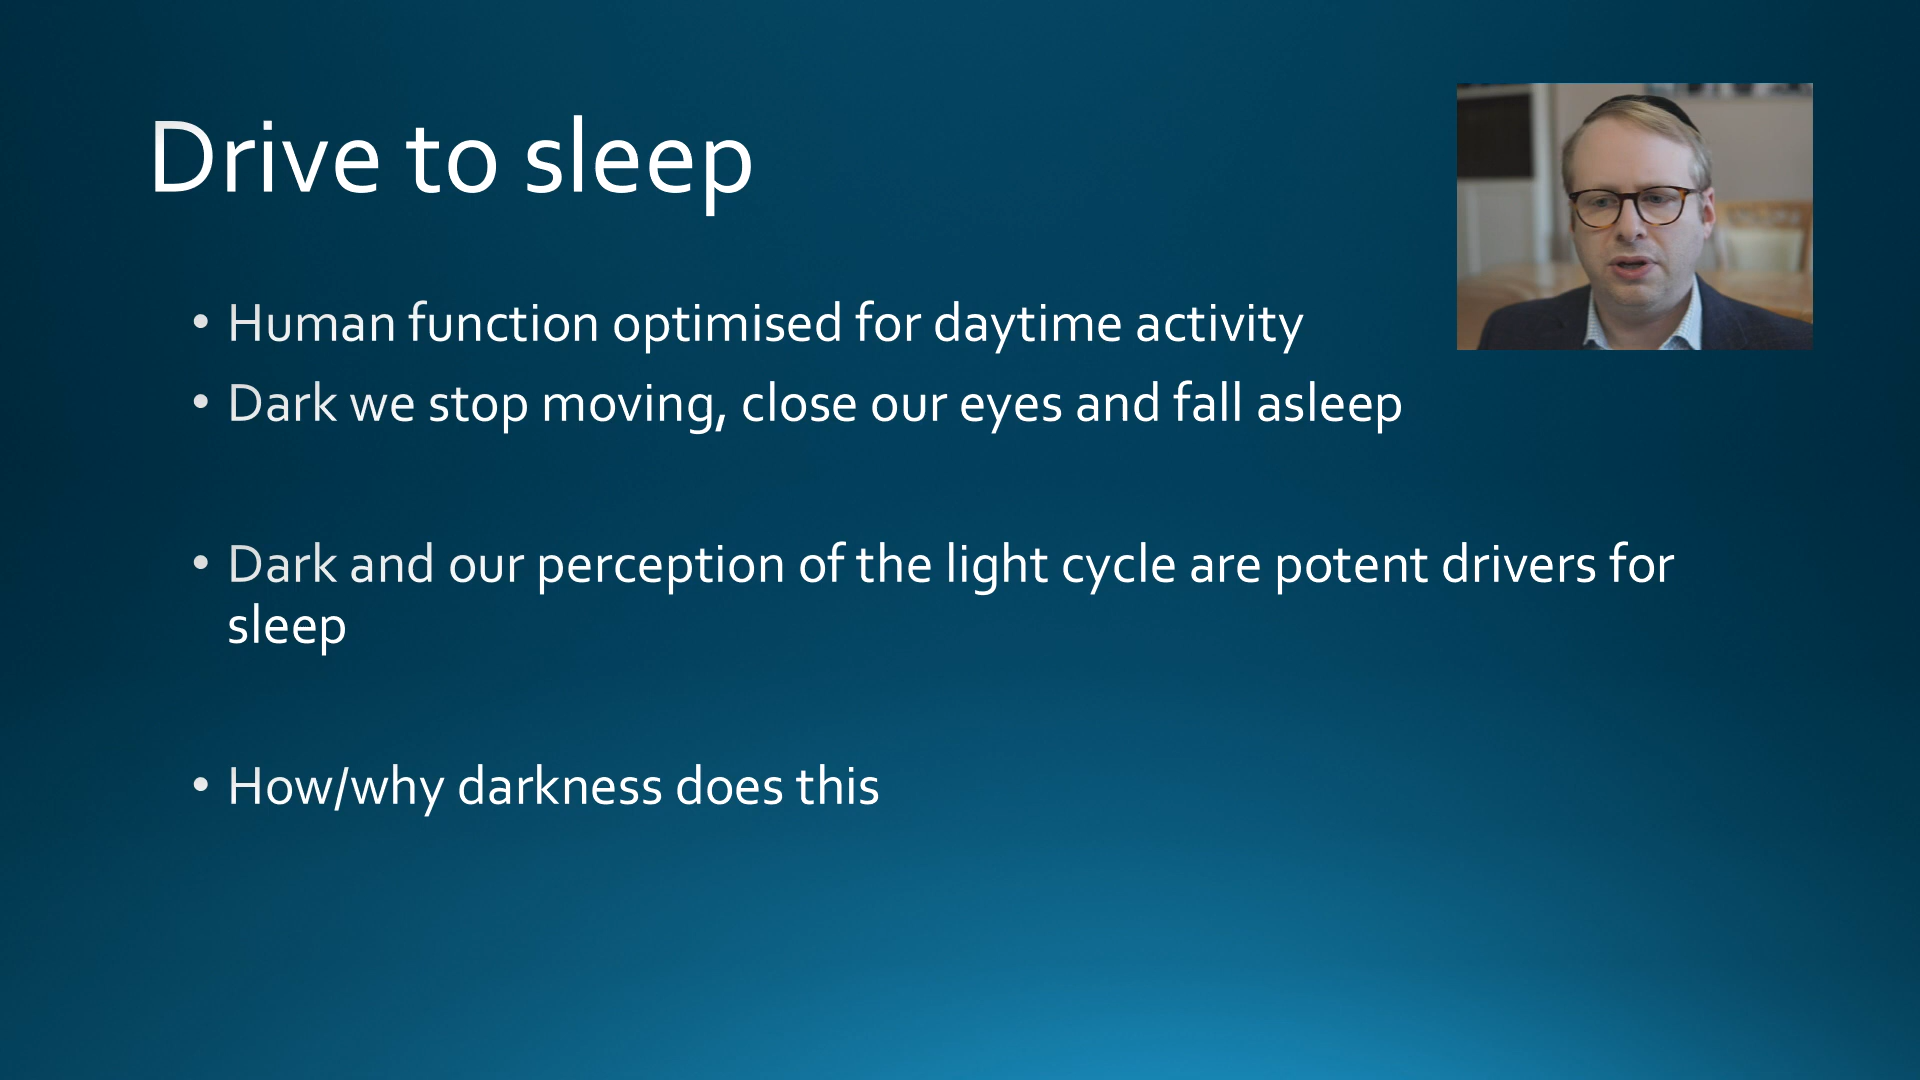 Drive to sleep
• Human function optimised for daytime activity
• Dark we stop moving, close our eyes and fall asleep
• Dark and our perception of the light cycle are potent drivers for
sleep
• How/why darkness does this